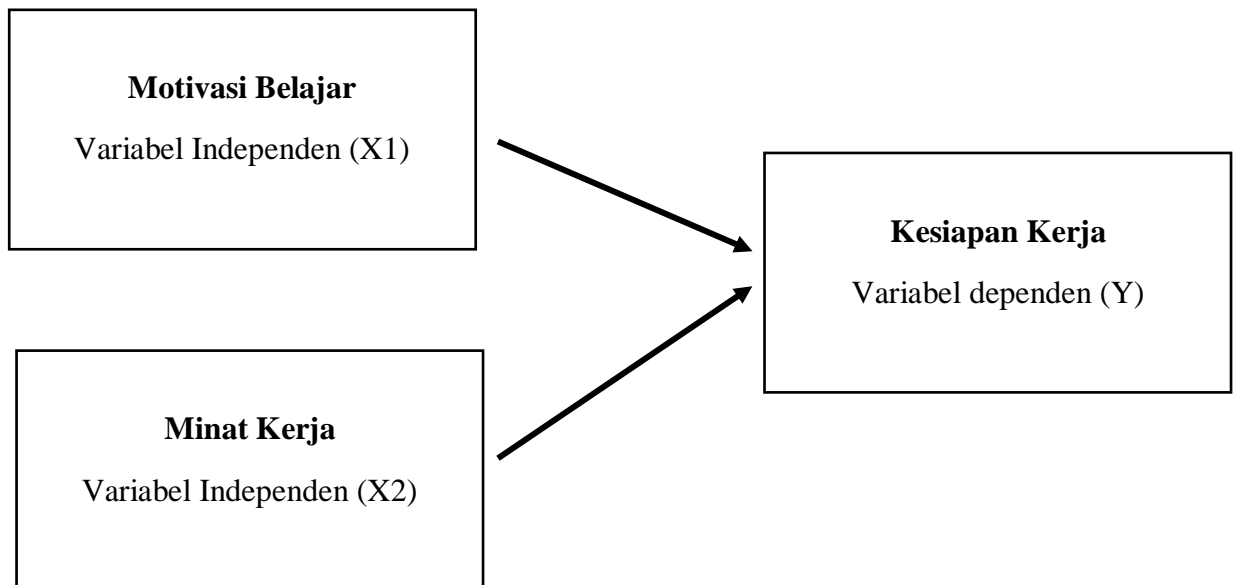 Motivasi Belajar
Variabel Independen (X1)
Kesiapan Kerja
Variabel dependen (Y)
Minat Kerja
Variabel Independen (X2)